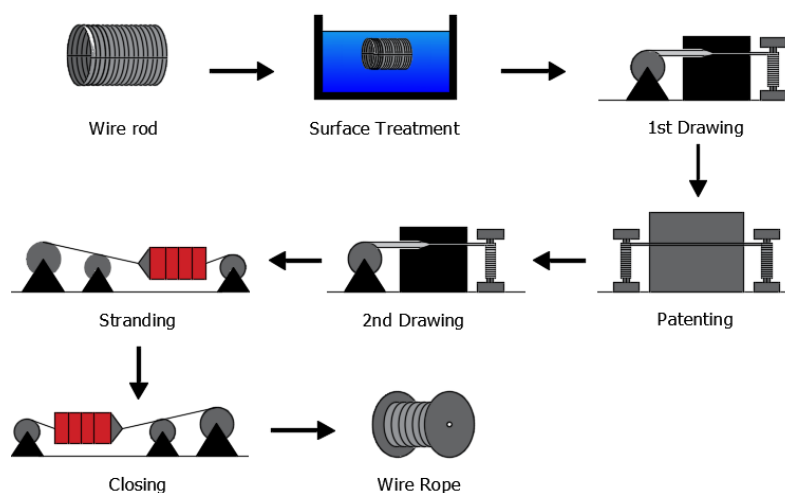 Wire rod
Surface Treatment
1st Drawing
Stranding
2nd Drawing
Patenting
Closing
Wire Rope